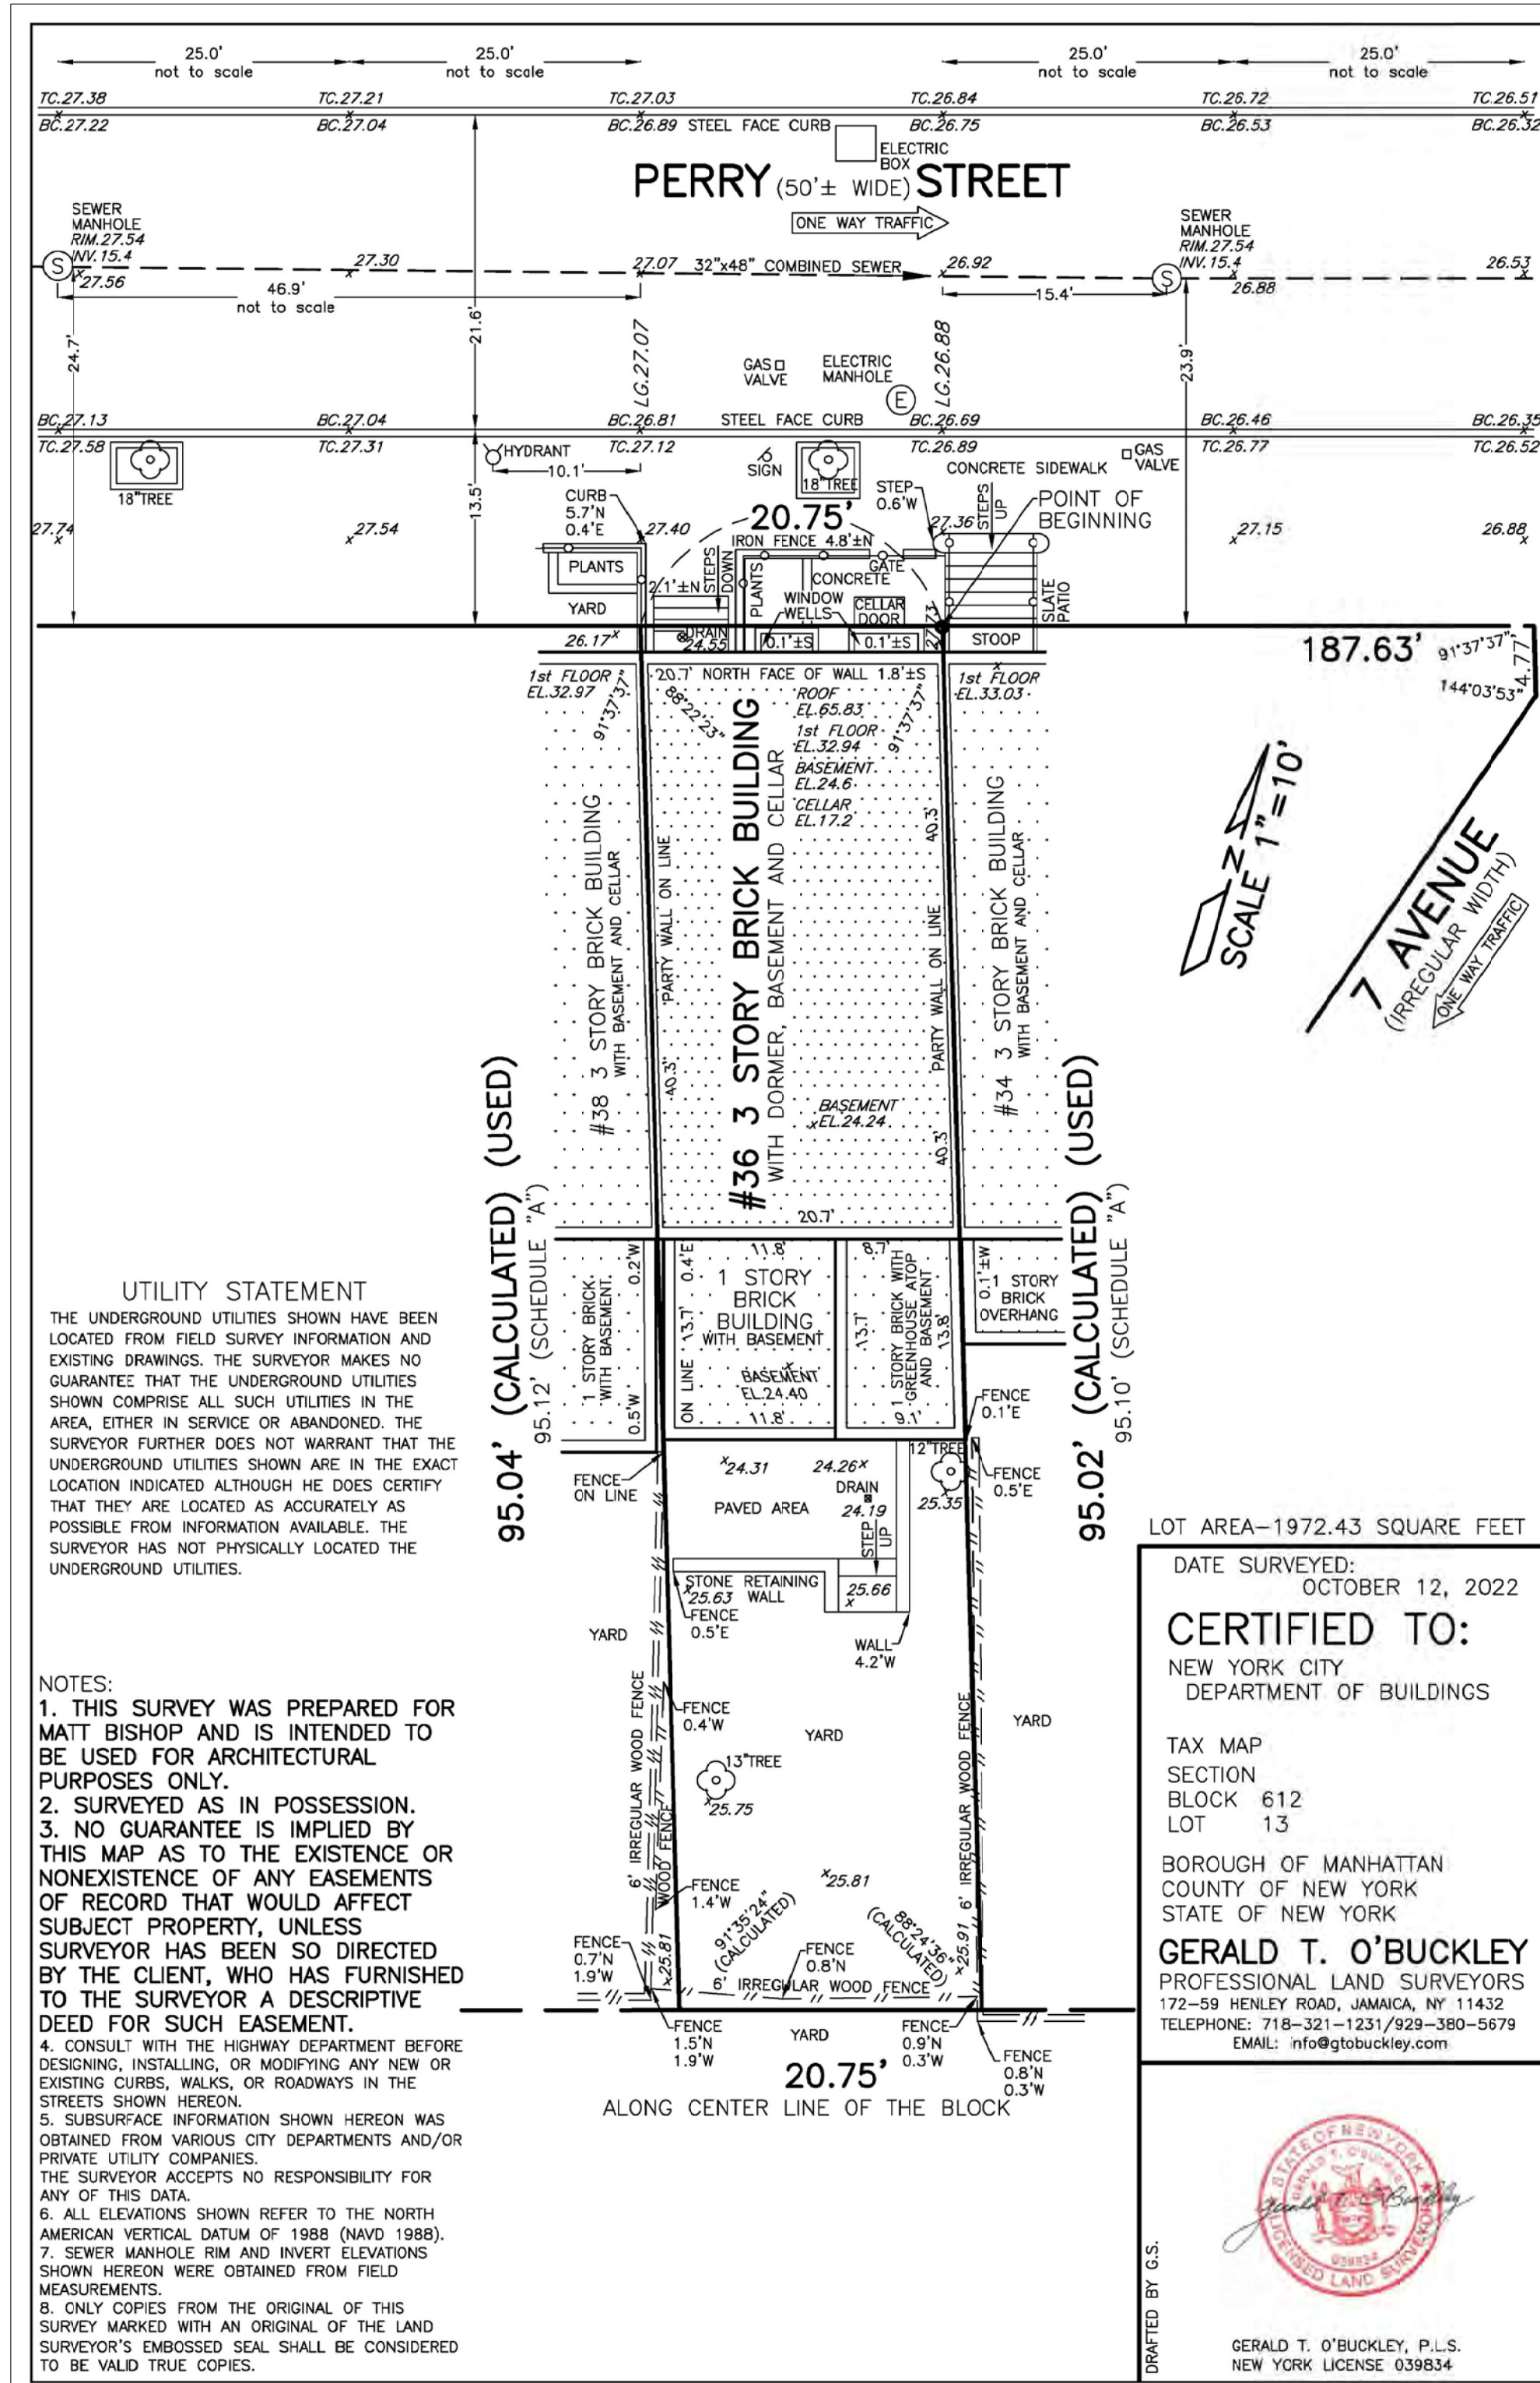 25.0'
not to scale
25.0'
not to scale
25.0'
not to scale
25.0'
not to scale
TC.27.38
TC.27.21
TC.27.03
TC.26.84
TC.26.72
TC.26.51
BC.27.22
BC.27.04
BC.26.89 STEEL FACE CURB
BC.26.75
BC.26.53
BC.26.32
ELECTRIC
BOX
PERRY (50'± WIDE) STREET
ONE WAY TRAFFIC
SEWER
MANHOLE
RIM.27.54
INV.15.4
S
27.56
27.30
27.07
32"x48" COMBINED SEWER
26.92
SEWER
MANHOLE
RIM.27.54
INV.15.4
S
26.88
26.53
46.9'
not to scale
15.4'
24.7'
21.6'
LG.27.07
LG.26.88
23.9'
GAS
VALVE
ELECTRIC
MANHOLE
E
BC.27.13
BC.27.04
BC.26.81
STEEL FACE CURB
BC.26.69
BC.26.46
BC.26.35
TC.27.58
TC.27.31
TC.27.12
TC.26.89
TC.26.77
TC.26.52
18"TREE
HYDRANT
10.1'
SIGN
18"TREE
CONCRETE SIDEWALK
GAS
VALVE
13.5'
CURB
5.7'N
0.4'E
STEP
0.6'W
STEPS
UP
POINT OF
BEGINNING
20.75'
27.74
27.54
27.40
27.36
27.15
26.88
IRON FENCE 4.8'±N
PLANTS
2.1'±N
STEPS
DOWN
PLANTS
GATE
CONCRETE
WINDOW
WELLS
CELLAR
DOOR
SLATE
PATIO
YARD
26.17
DRAIN
24.55
0.1'±S
0.1'±S
27.73
STOOP
187.63'
91°37'37"
4.77'
144°03'53"
1st FLOOR
EL.32.97
91°37'37"
20.7' NORTH FACE OF WALL 1.8'±S
88°22'23"
ROOF
EL.65.83
1st FLOOR
EL.32.94
BASEMENT
EL.24.6
CELLAR
EL.17.2
91°37'37"
1st FLOOR
EL.33.03
#38 3 STORY BRICK BUILDING
WITH BASEMENT AND CELLAR
PARTY WALL ON LINE
40.3'
#36 3 STORY BRICK BUILDING
WITH DORMER, BASEMENT AND CELLAR
40.3'
PARTY WALL ON LINE
40.3'
#34 3 STORY BRICK BUILDING
WITH BASEMENT AND CELLAR
BASEMENT
EL.24.24
20.7'
SCALE 1"=10'
7 AVENUE
(IRREGULAR WIDTH)
ONE WAY TRAFFIC
95.04' (CALCULATED) (USED)
95.12' (SCHEDULE "A")
95.02' (CALCULATED) (USED)
95.10' (SCHEDULE "A")
1 STORY BRICK
WITH BASEMENT
0.2'W
0.5'W
0.4'E
13.7'
ON LINE
11.8'
1 STORY
BRICK
BUILDING
WITH BASEMENT
BASEMENT
EL.24.40
11.8'
8.7'
13.7'
1 STORY BRICK WITH
GREENHOUSE ATOP
AND BASEMENT
13.8'
9.1'
0.1'±W
1 STORY
BRICK
OVERHANG
FENCE
0.1'E
FENCE
0.5'E
FENCE
ON LINE
24.31
24.26
DRAIN
24.19
PAVED AREA
12"TREE
25.35
STEP
UP
STONE RETAINING
WALL
25.63
25.66
FENCE
0.5'E
YARD
WALL
4.2'W
6' IRREGULAR WOOD FENCE
FENCE
0.4'W
YARD
YARD
13"TREE
25.75
WOOD FENCE
FENCE
1.4'W
25.81
6' IRREGULAR WOOD FENCE
91°35'24"
(CALCULATED)
88°24'36"
(CALCULATED)
25.81
25.91
FENCE
0.7'N
1.9'W
FENCE
0.8'N
6' IRREGULAR WOOD FENCE
FENCE
1.5'N
1.9'W
YARD
FENCE
0.9'N
0.3'W
FENCE
0.8'N
0.3'W
20.75'
ALONG CENTER LINE OF THE BLOCK
UTILITY STATEMENT
THE UNDERGROUND UTILITIES SHOWN HAVE BEEN
LOCATED FROM FIELD SURVEY INFORMATION AND
EXISTING DRAWINGS. THE SURVEYOR MAKES NO
GUARANTEE THAT THE UNDERGROUND UTILITIES
SHOWN COMPRISE ALL SUCH UTILITIES IN THE
AREA, EITHER IN SERVICE OR ABANDONED. THE
SURVEYOR FURTHER DOES NOT WARRANT THAT THE
UNDERGROUND UTILITIES SHOWN ARE IN THE EXACT
LOCATION INDICATED ALTHOUGH HE DOES CERTIFY
THAT THEY ARE LOCATED AS ACCURATELY AS
POSSIBLE FROM INFORMATION AVAILABLE. THE
SURVEYOR HAS NOT PHYSICALLY LOCATED THE
UNDERGROUND UTILITIES.
NOTES:
1. THIS SURVEY WAS PREPARED FOR
MATT BISHOP AND IS INTENDED TO
BE USED FOR ARCHITECTURAL
PURPOSES ONLY.
2. SURVEYED AS IN POSSESSION.
3. NO GUARANTEE IS IMPLIED BY
THIS MAP AS TO THE EXISTENCE OR
NONEXISTENCE OF ANY EASEMENTS
OF RECORD THAT WOULD AFFECT
SUBJECT PROPERTY, UNLESS
SURVEYOR HAS BEEN SO DIRECTED
BY THE CLIENT, WHO HAS FURNISHED
TO THE SURVEYOR A DESCRIPTIVE
DEED FOR SUCH EASEMENT.
4. CONSULT WITH THE HIGHWAY DEPARTMENT BEFORE
DESIGNING, INSTALLING, OR MODIFYING ANY NEW OR
EXISTING CURBS, WALKS, OR ROADWAYS IN THE
STREETS SHOWN HEREON.
5. SUBSURFACE INFORMATION SHOWN HEREON WAS
OBTAINED FROM VARIOUS CITY DEPARTMENTS AND/OR
PRIVATE UTILITY COMPANIES.
THE SURVEYOR ACCEPTS NO RESPONSIBILITY FOR
ANY OF THIS DATA.
6. ALL ELEVATIONS SHOWN REFER TO THE NORTH
AMERICAN VERTICAL DATUM OF 1988 (NAVD 1988).
7. SEWER MANHOLE RIM AND INVERT ELEVATIONS
SHOWN HEREON WERE OBTAINED FROM FIELD
MEASUREMENTS.
8. ONLY COPIES FROM THE ORIGINAL OF THIS
SURVEY MARKED WITH AN ORIGINAL OF THE LAND
SURVEYOR'S EMBOSSED SEAL SHALL BE CONSIDERED
TO BE VALID TRUE COPIES.
LOT AREA-1972.43 SQUARE FEET
DATE SURVEYED:
OCTOBER 12, 2022
CERTIFIED TO:
NEW YORK CITY
DEPARTMENT OF BUILDINGS
TAX MAP
SECTION
BLOCK 612
LOT 13
BOROUGH OF MANHATTAN
COUNTY OF NEW YORK
STATE OF NEW YORK
GERALD T. O'BUCKLEY
PROFESSIONAL LAND SURVEYORS
172-59 HENLEY ROAD, JAMAICA, NY 11432
TELEPHONE: 718-321-1231/929-380-5679
EMAIL: info@gtobuckley.com
STATE OF NEW YORK
GERALD T. O'BUCKLEY
039834
LICENSED LAND SURVEYOR
DRAFTED BY G.S.
GERALD T. O'BUCKLEY, P.L.S.
NEW YORK LICENSE 039834